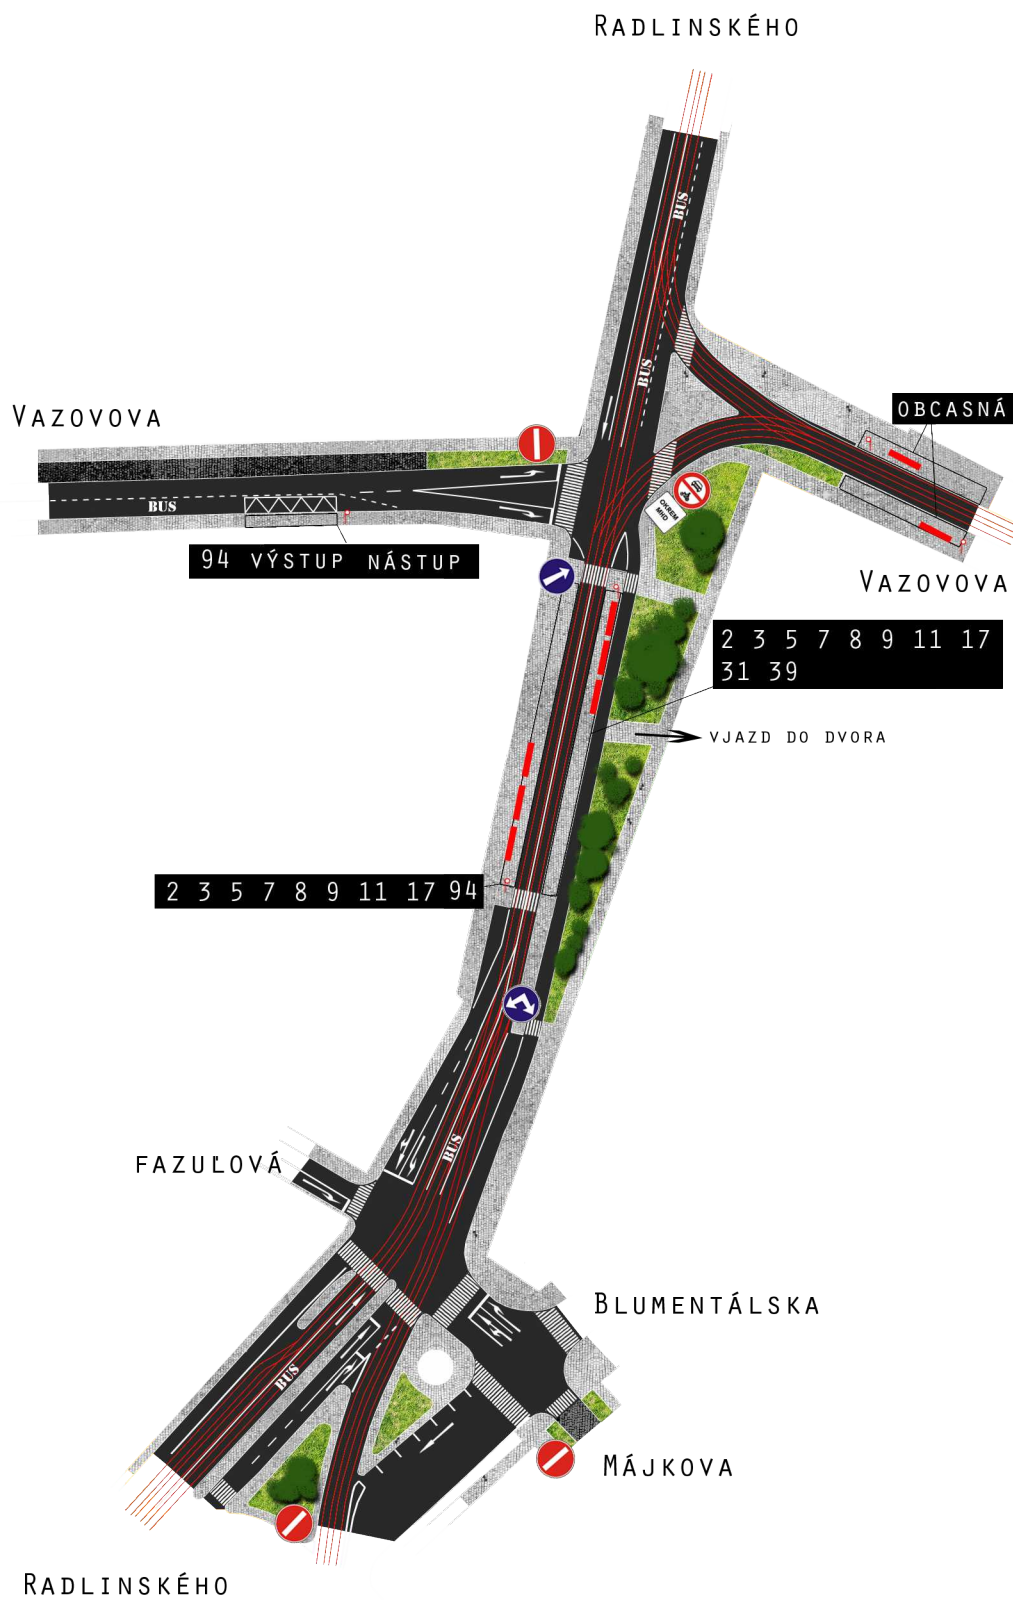 RADLINSKÉHO
BUS
BUS
VAZOVOVA
OBCASNÁ
BUS
OKREM
MHD
94 VÝSTUP NÁSTUP
VAZOVOVA
2 3 5 7 8 9 11 17
31 39
VJAZD DO DVORA
2 3 5 7 8 9 11 17 94
BUS
FAZUĽOVÁ
BLUMENTÁLSKA
BUS
MÁJKOVA
RADLINSKÉHO